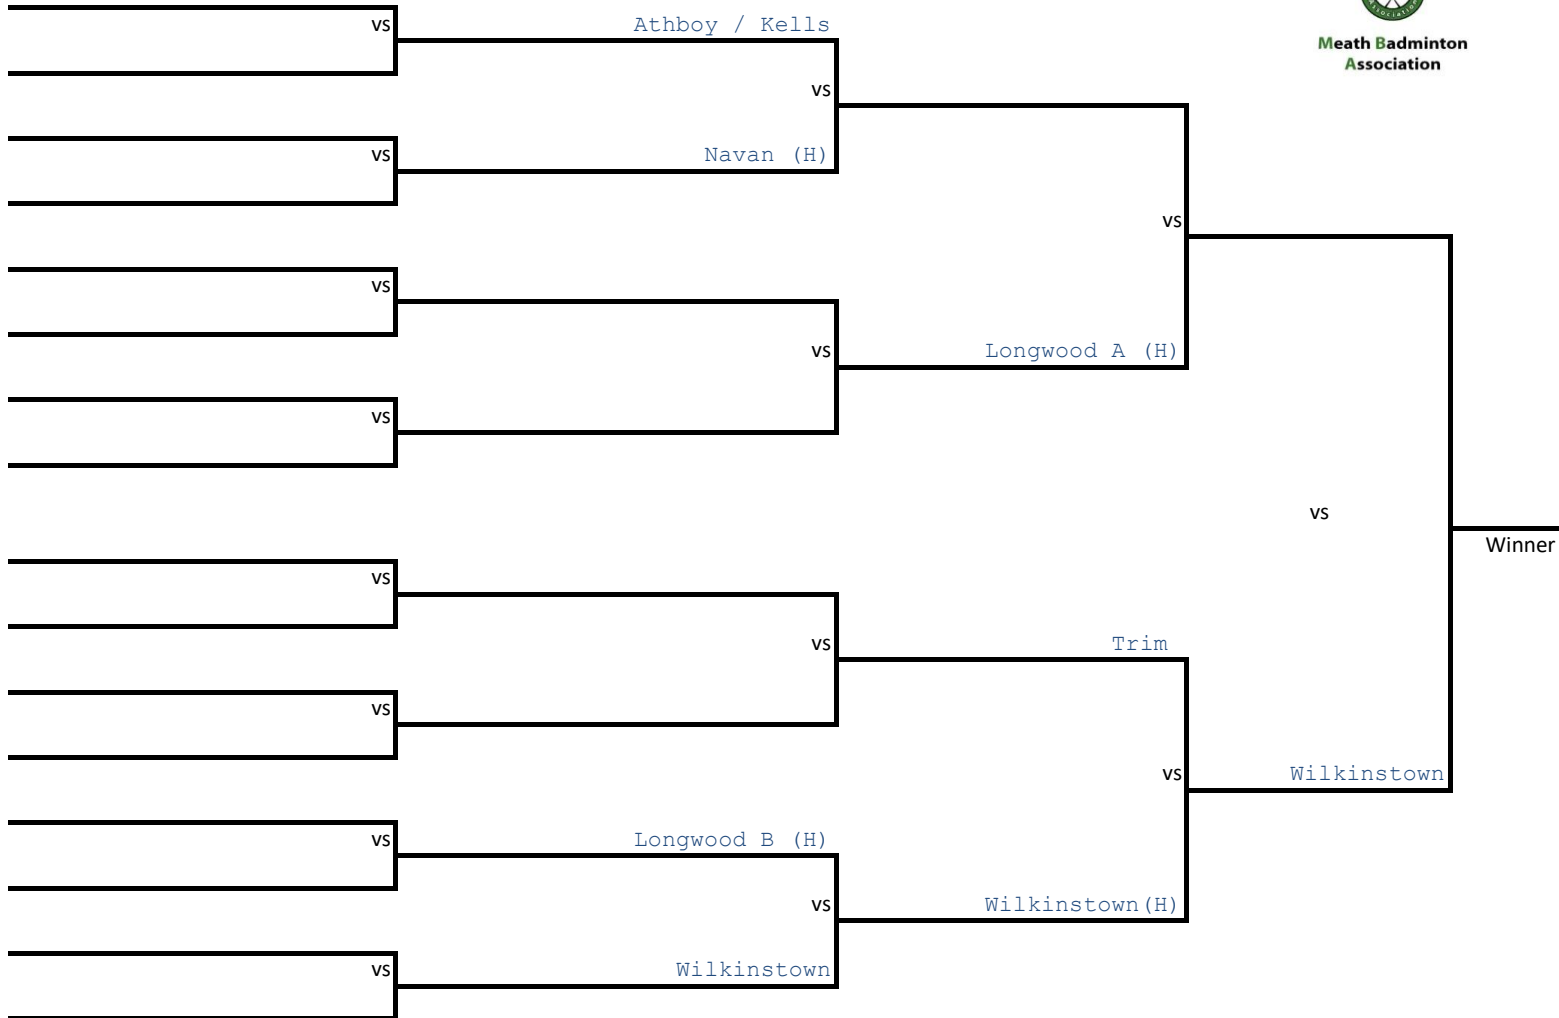 Association
Meath Badminton
Association
vs
Athboy / Kells
vs
vs
Navan (H)
vs
vs
vs
Longwood A (H)
vs
vs
Winner
vs
vs
Trim
vs
vs
Wilkinstown
vs
Longwood B (H)
vs
Wilkinstown(H)
vs
Wilkinstown